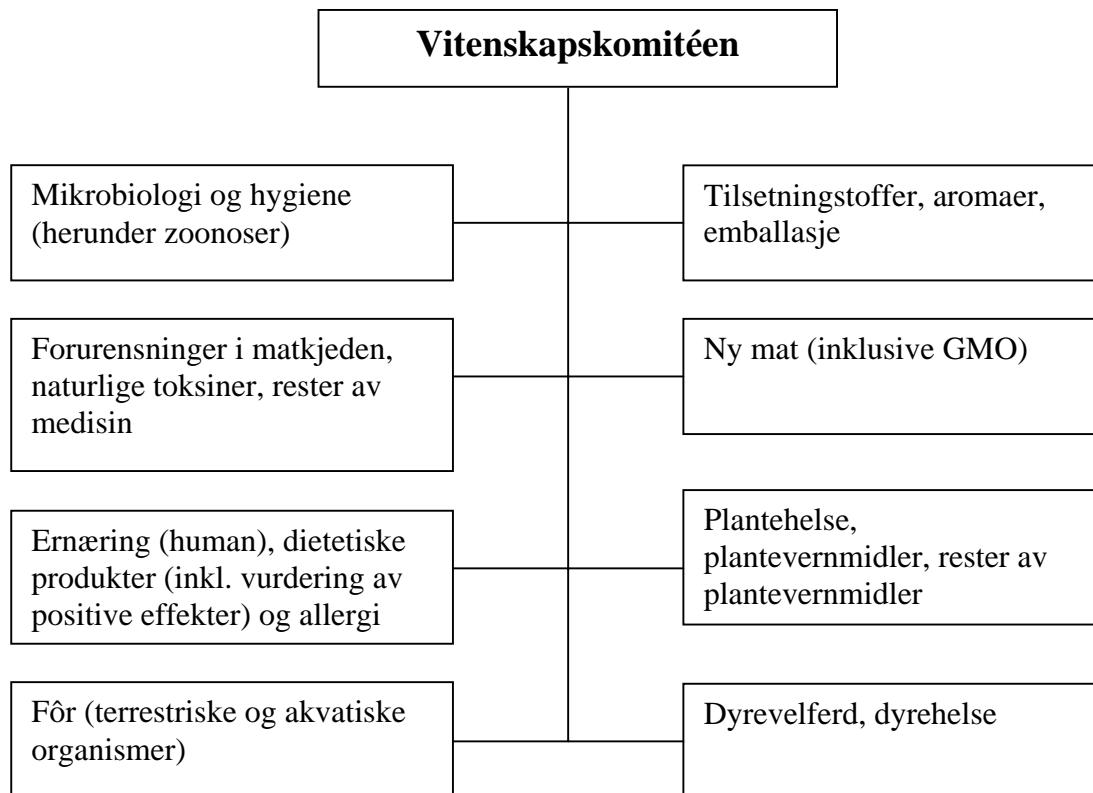 Vitenskapskomitéen
Mikrobiologi og hygiene
(herunder zoonoser)
Tilsetningstoffer, aromaer,
emballasje
Forurensninger i matkjeden,
naturlige toksiner, rester av
medisin
Ny mat (inklusive GMO)
Ernæring (human), dietetiske
produkter (inkl. vurdering av
positive effekter) og allergi
Plantehelse,
plantevernmidler, rester av
plantevernmidler
Fôr (terrestriske og akvatiske
organismer)
Dyrevelferd, dyrehelse